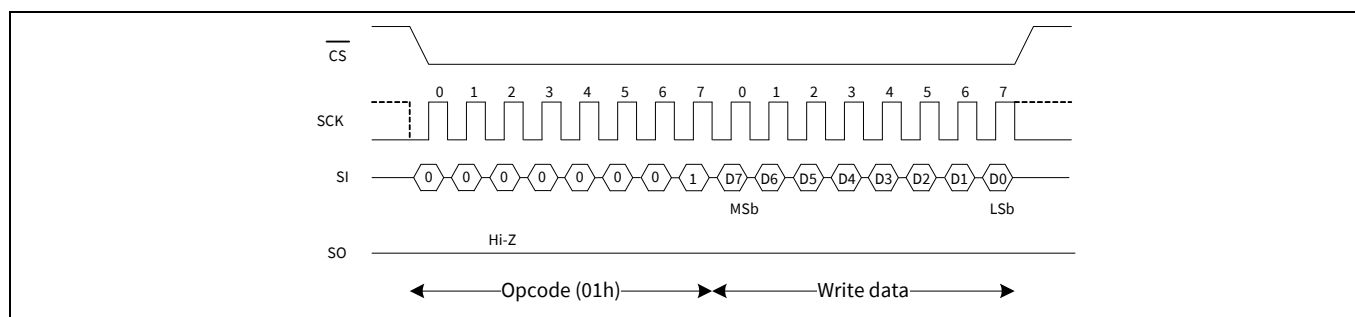 CS
0 1 2 3 4 5 6 7 0 1 2 3 4 5 6 7
SCK
SI 0 0 0 0 0 0 0 1 D7 D6 D5 D4 D3 D2 D1 D0
MSb LSb
Hi-Z
SO
Opcode (01h) Write data